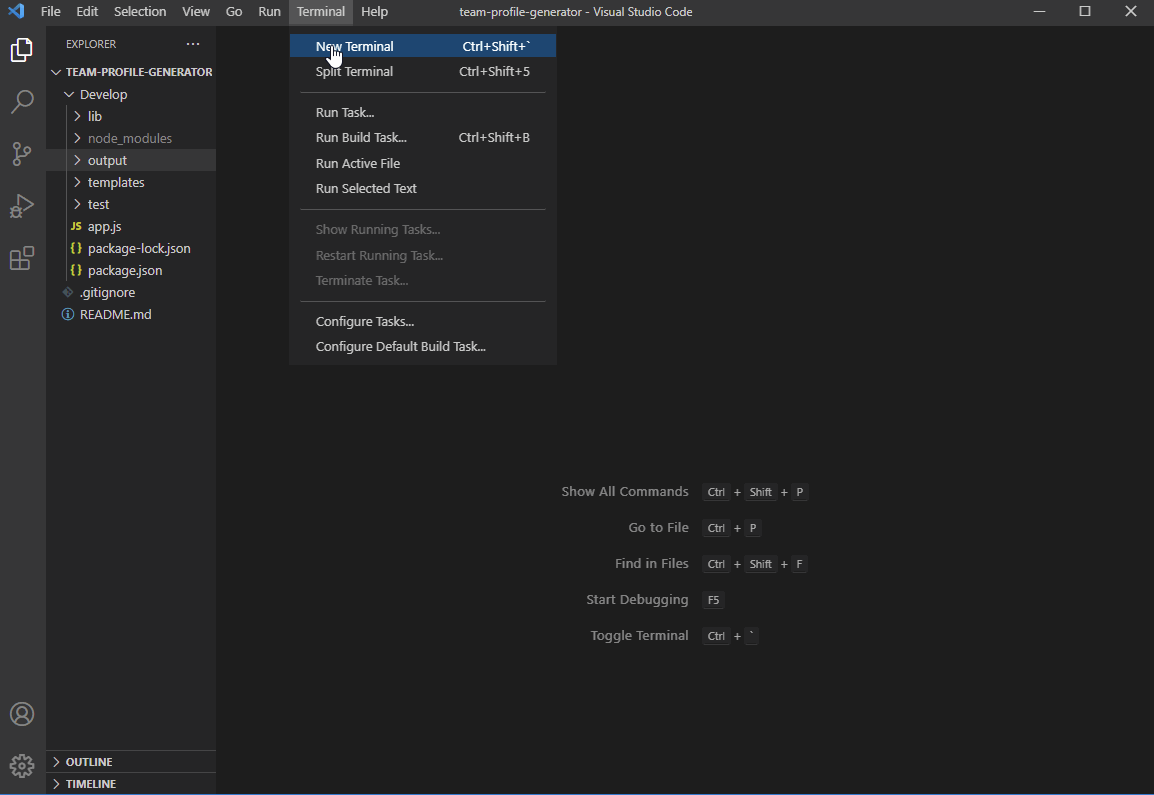 File Edit Selection View Go Run Terminal Help team-profile-generator - Visual Studio Code
EXPLORER ...
TEAM-PROFILE-GENERATOR
Develop
lib
node_modules
output
templates
test
JS app.js
{} package-lock.json
{} package.json
.gitignore
README.md
OUTLINE
TIMELINE
New Terminal Ctrl+Shift+`
Split Terminal Ctrl+Shift+5
Run Task...
Run Build Task... Ctrl+Shift+B
Run Active File
Run Selected Text
Show Running Tasks...
Restart Running Task...
Terminate Task...
Configure Tasks...
Configure Default Build Task...
Show All Commands Ctrl + Shift + P
Go to File Ctrl + P
Find in Files Ctrl + Shift + F
Start Debugging F5
Toggle Terminal Ctrl + `